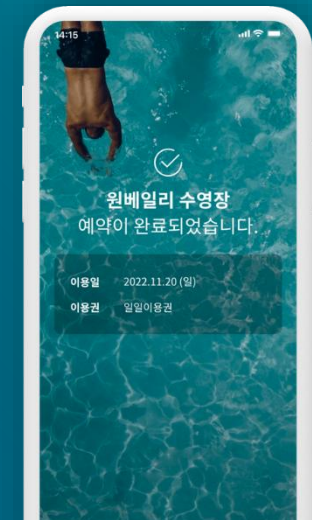 14:15
원베일리 수영장
예약이 완료되었습니다.
이용일 2022.11.20 (일)
이용권 일일이용권